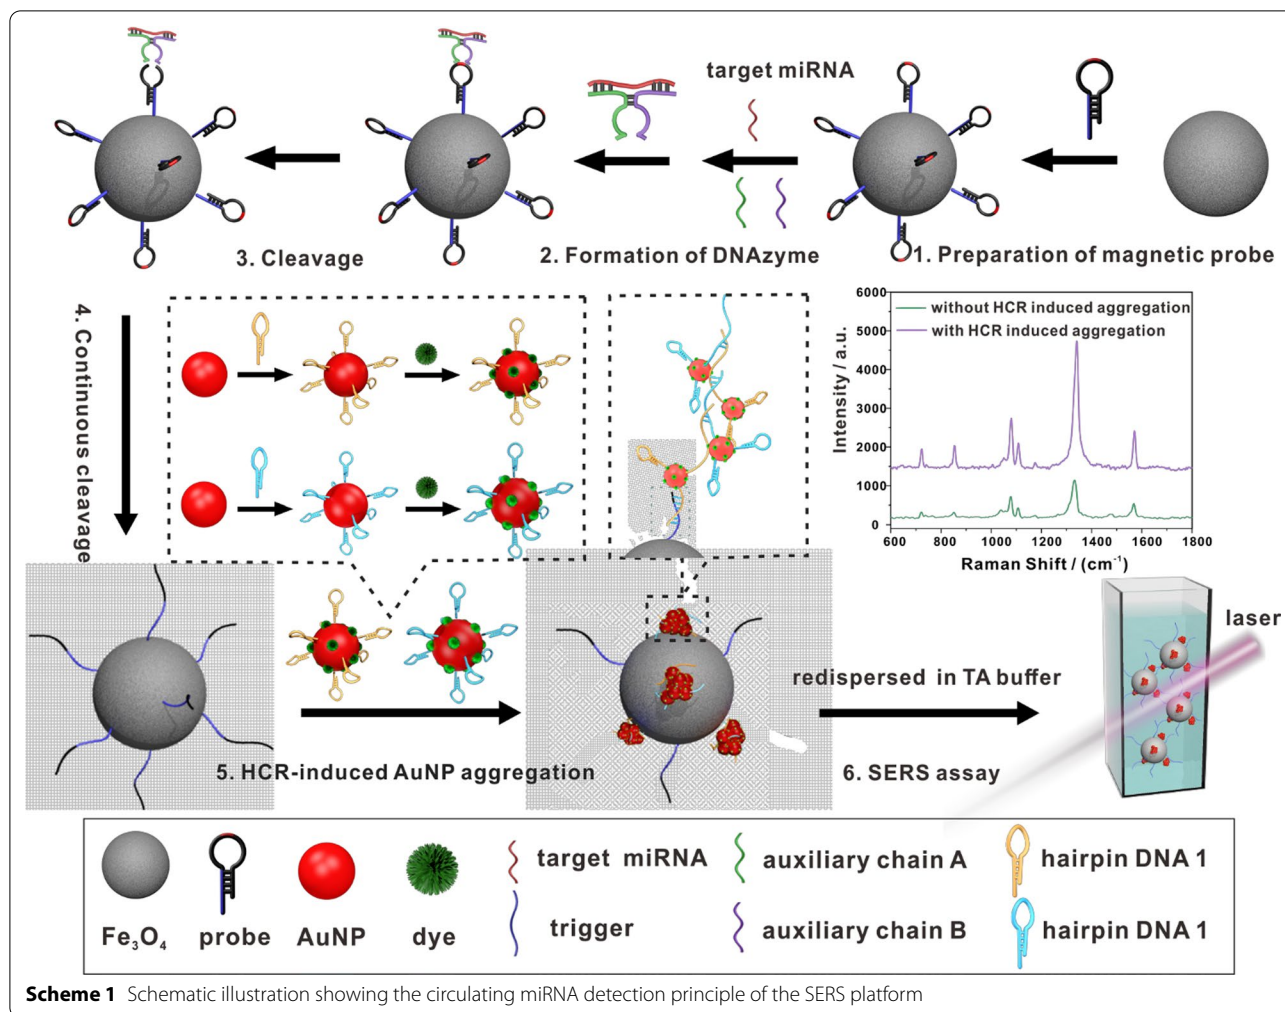 target miRNA
3. Cleavage
2. Formation of DNAzyme
1. Preparation of magnetic probe
4. Continuous cleavage
6000
5000
4000
3000
2000
1000
0
Intensity / a.u.
without HCR induced aggregation
with HCR induced aggregation
600 800 1000 1200 1400 1600 1800
Raman Shift / (cm⁻¹)
laser
redispersed in TA buffer
5. HCR-induced AuNP aggregation
6. SERS assay
target miRNA
auxiliary chain A
hairpin DNA 1
Fe₃O₄
probe
AuNP
dye
trigger
auxiliary chain B
hairpin DNA 1
Scheme 1 Schematic illustration showing the circulating miRNA detection principle of the SERS platform